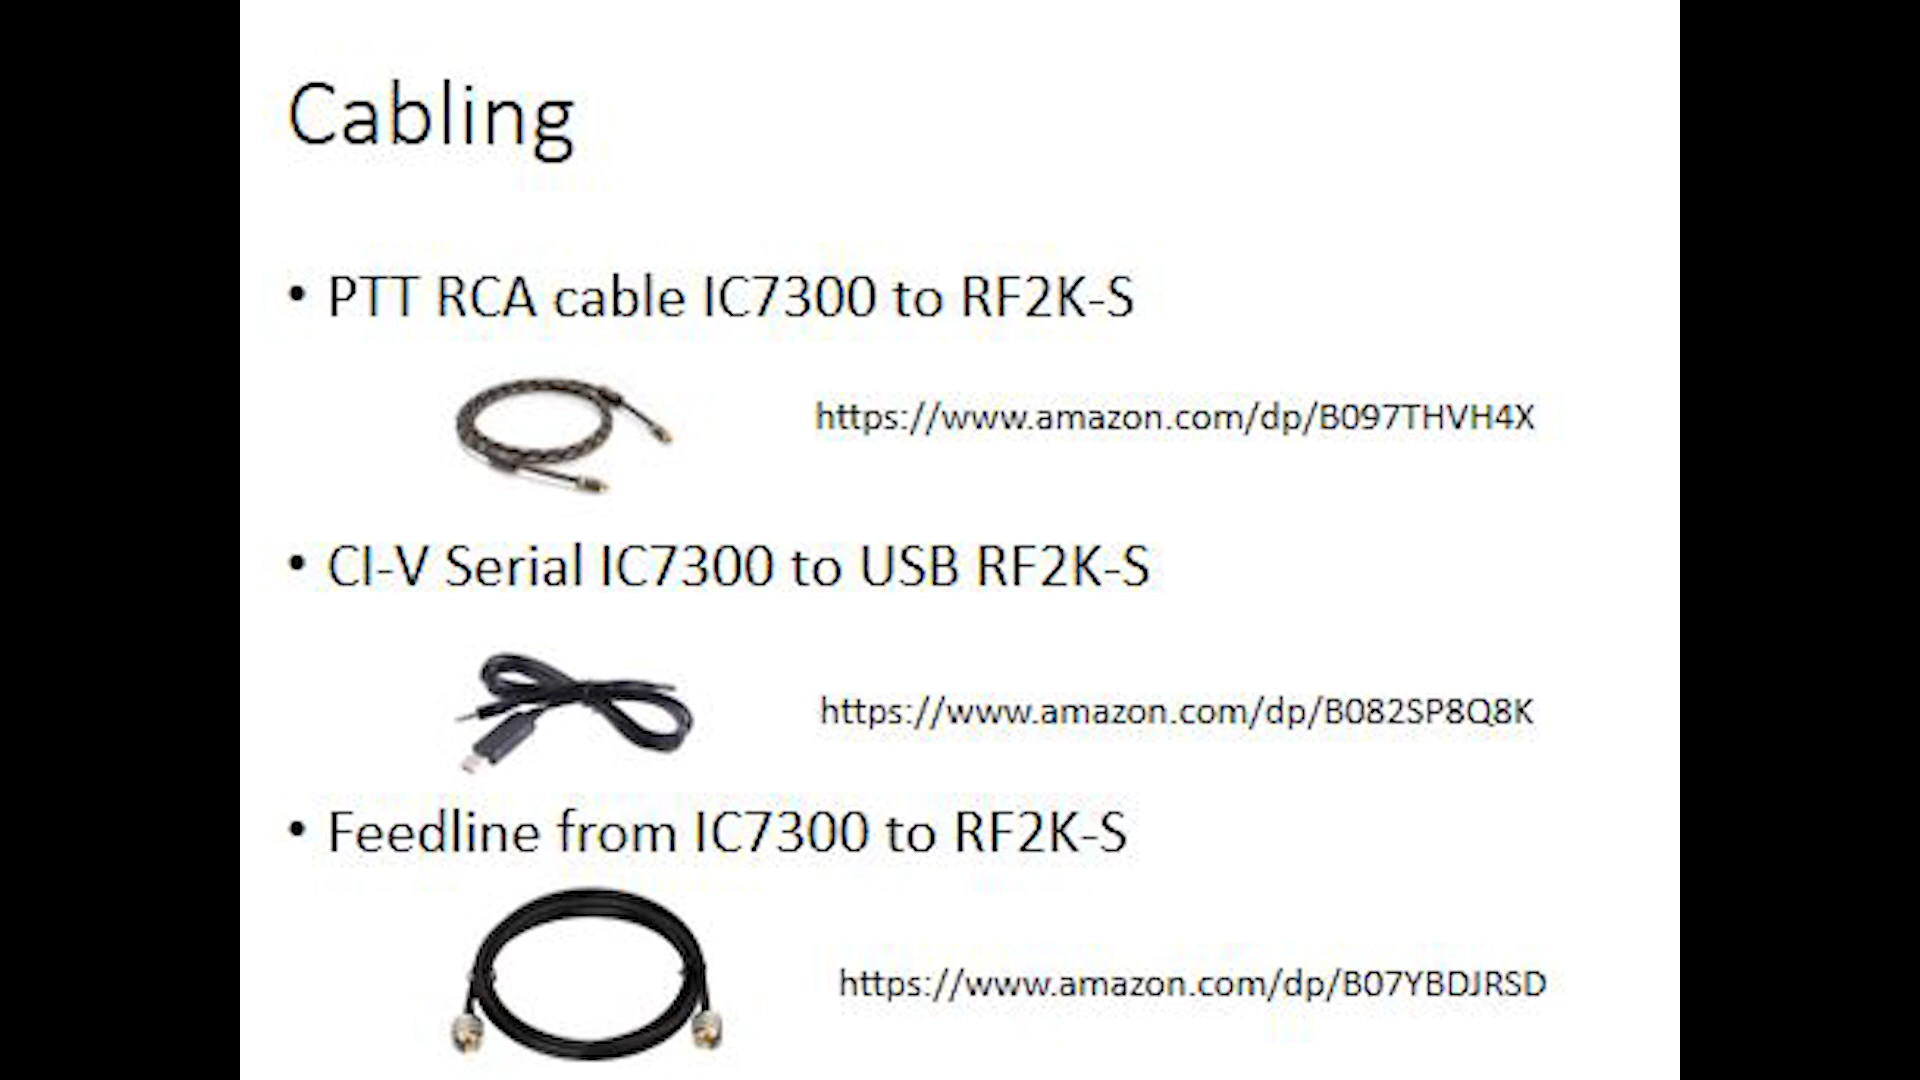 Cabling
• PTT RCA cable IC7300 to RF2K-S
https://www.amazon.com/dp/B097THVH4X
• CI-V Serial IC7300 to USB RF2K-S
https://www.amazon.com/dp/B082SP8Q8K
• Feedline from IC7300 to RF2K-S
https://www.amazon.com/dp/B07YBDJRSD